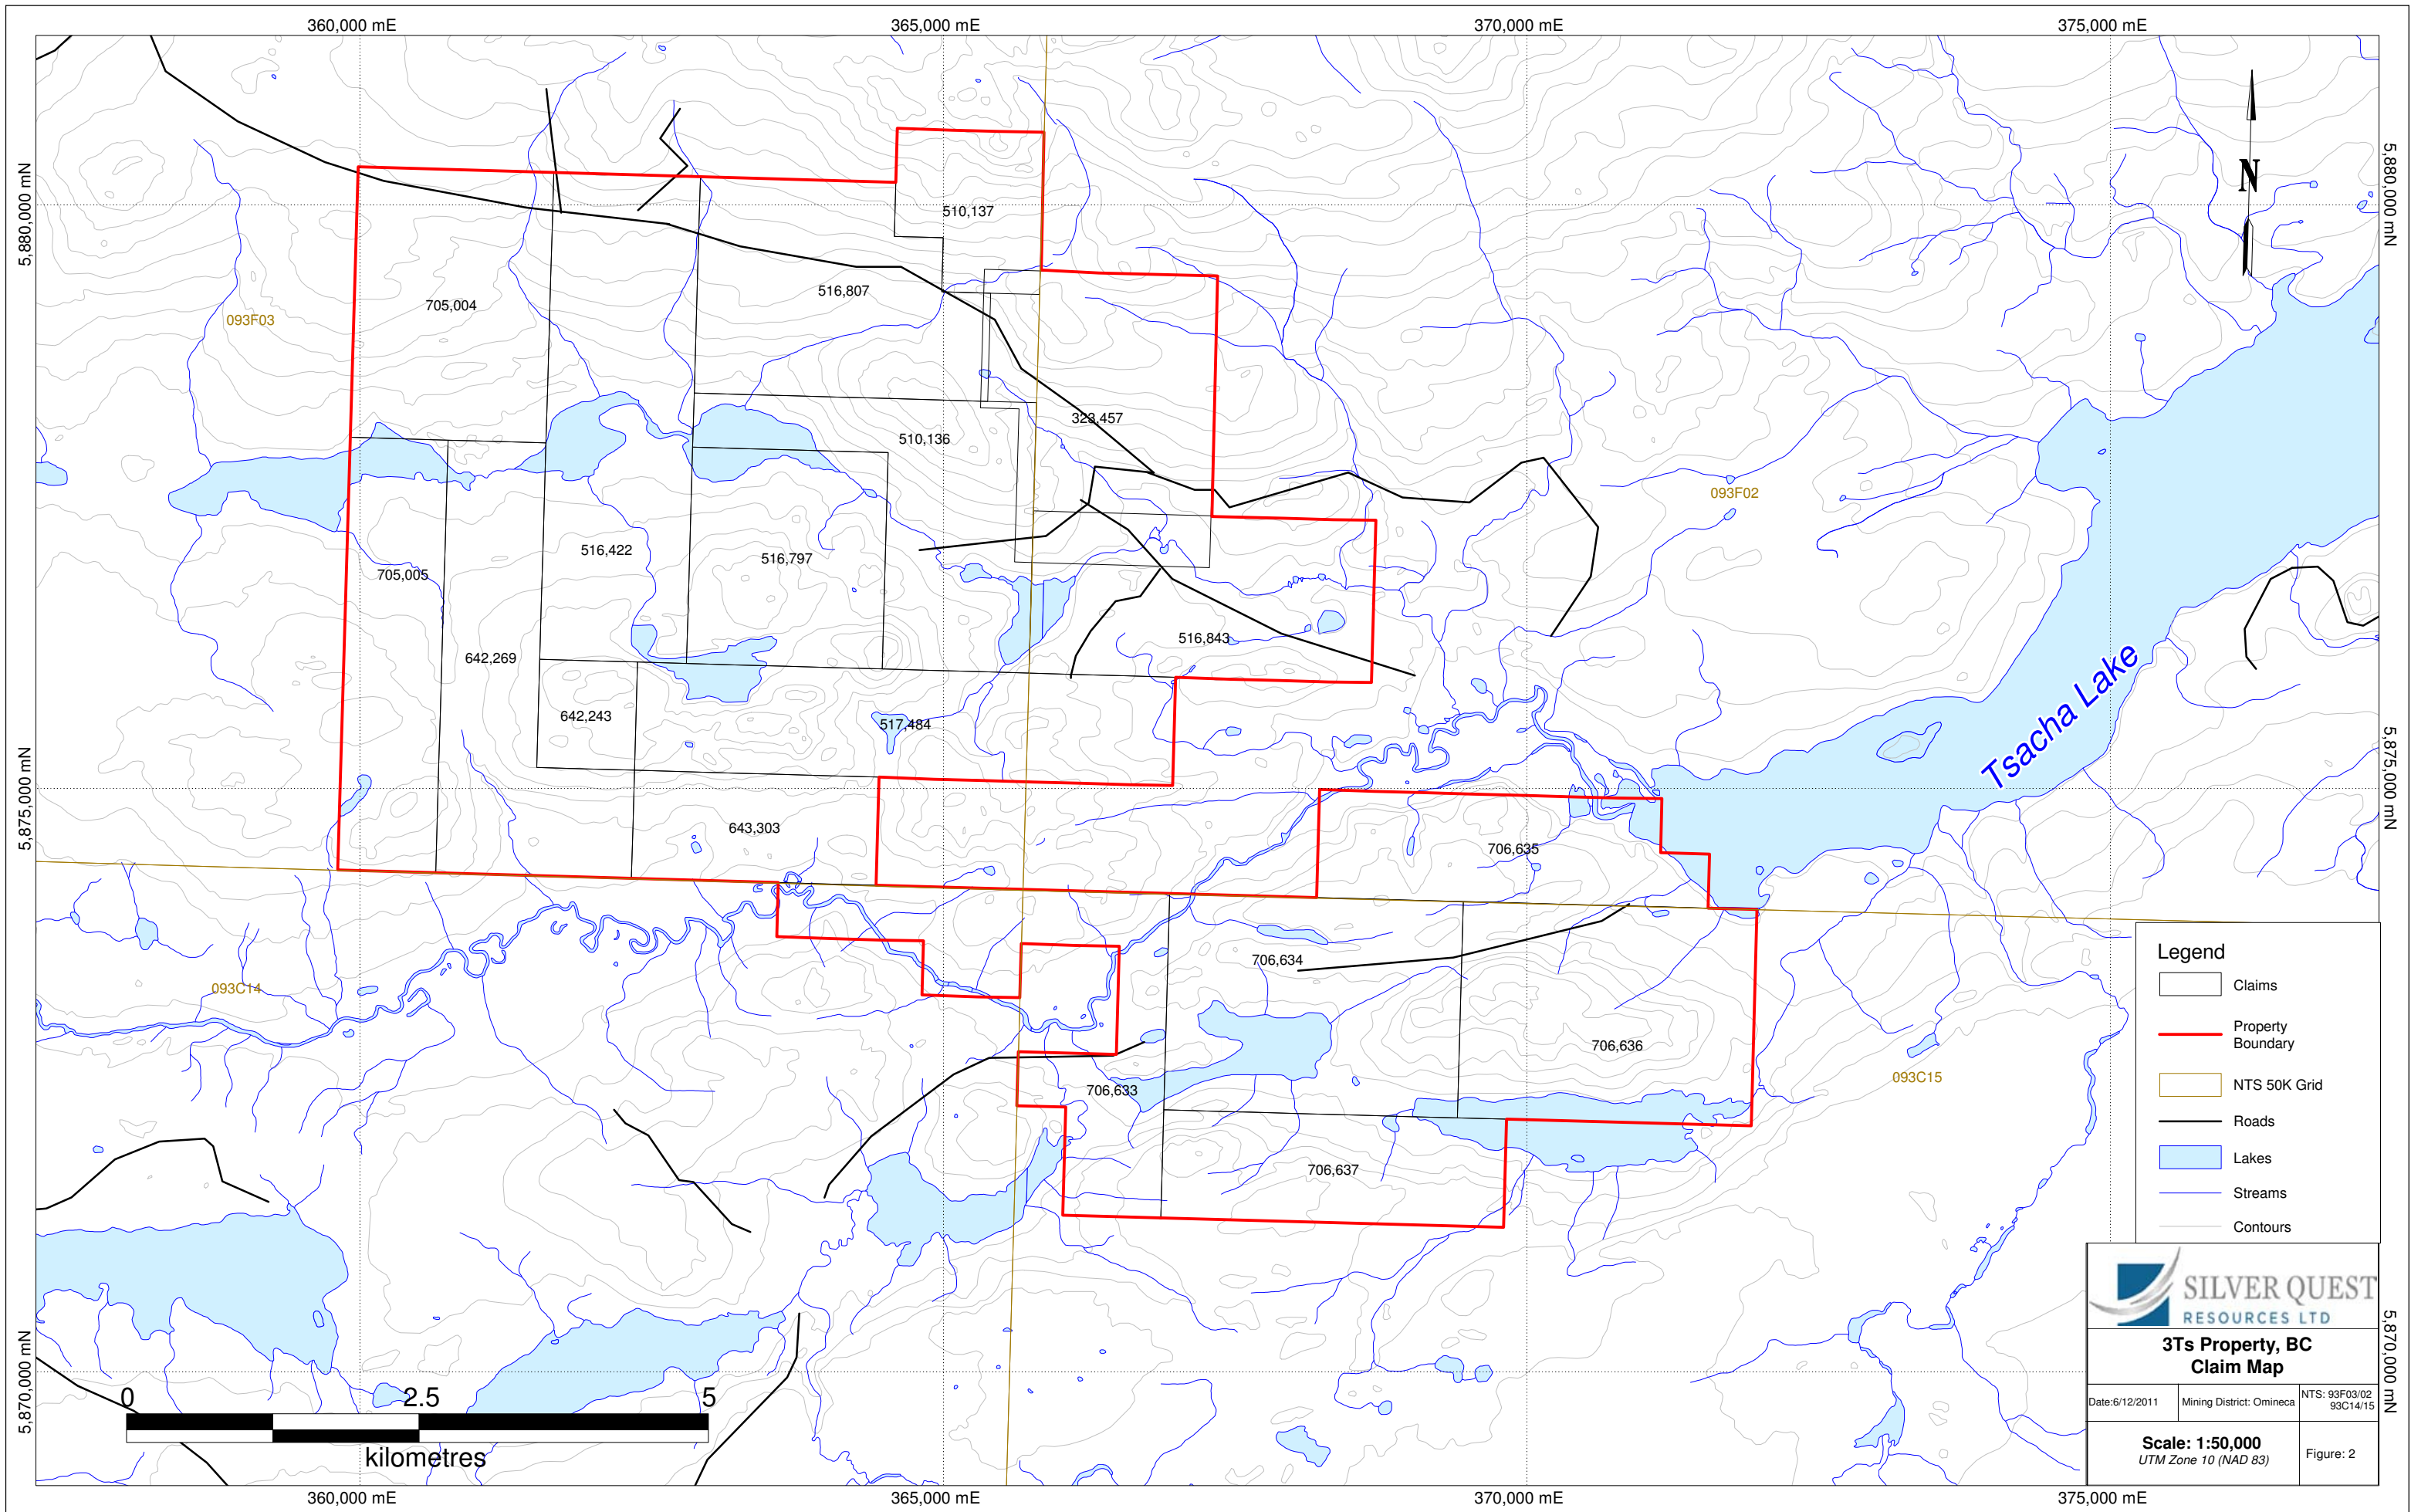 360,000 mE
365,000 mE
370,000 mE
375,000 mE
5,880,000 mN
5,880,000 mN
N
510,137
516,807
705,004
093F03
323,457
510,136
093F02
516,422
516,797
705,005
516,843
642,269
Tsacha Lake
642,243
517,484
5,875,000 mN
5,875,000 mN
643,303
706,635
706,634
093C14
706,636
093C15
706,633
706,637
Legend
Claims
Property
Boundary
NTS 50K Grid
Roads
Lakes
Streams
Contours
SILVER QUEST
RESOURCES LTD
3Ts Property, BC
Claim Map
Date:6/12/2011
Mining District: Omineca
NTS: 93F03/02
93C14/15
Scale: 1:50,000
UTM Zone 10 (NAD 83)
Figure: 2
5,870,000 mN
5,870,000 mN
0 2.5 5
kilometres
360,000 mE
365,000 mE
370,000 mE
375,000 mE